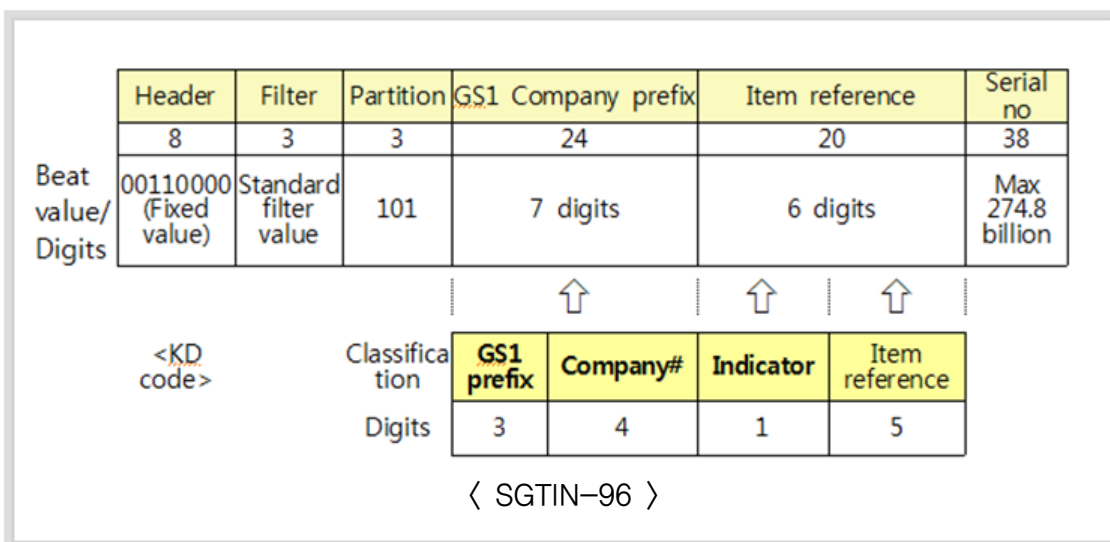 Header Filter Partition GS1 Company prefix Item reference Serial no
8 3 3 24 20 38
Beat value/ Digits
00110000 (Fixed value)
Standard filter value
101
7 digits
6 digits
Max 274.8 billion
<KD code>
Classification
GS1 prefix
Company#
Indicator
Item reference
Digits 3 4 1 5
〈 SGTIN-96 〉